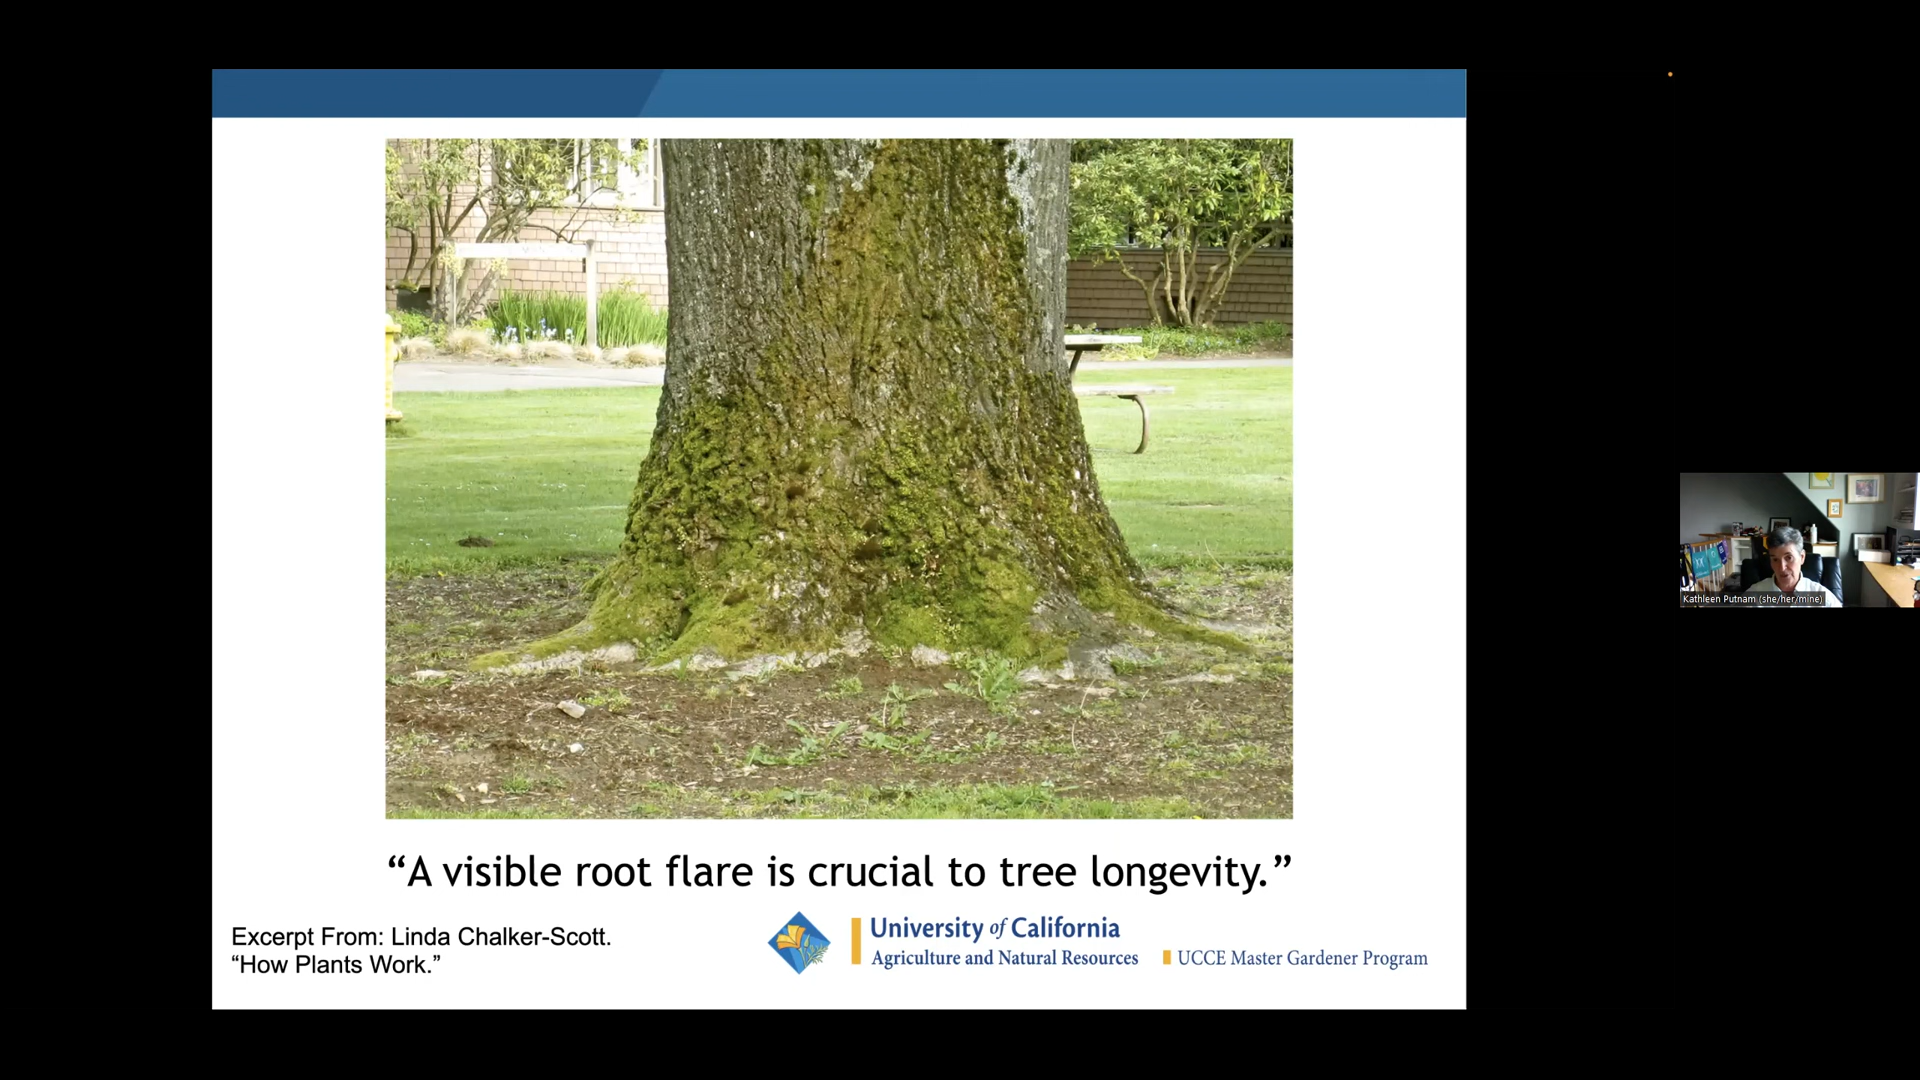 “A visible root flare is crucial to tree longevity.”
Excerpt From: Linda Chalker-Scott.
“How Plants Work.”
University of California
Agriculture and Natural Resources
UCCE Master Gardener Program
Kathleen Putnam (she/her/mine)